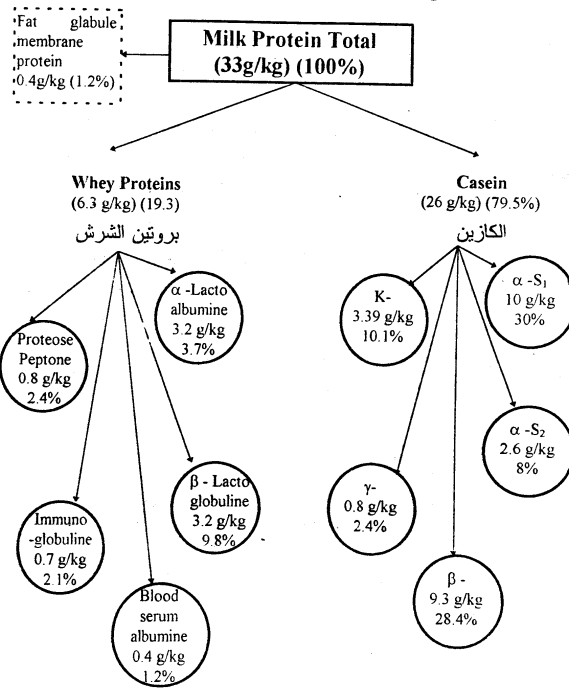 Fat glabule
membrane
protein
0.4g/kg (1.2%)
Milk Protein Total
(33g/kg) (100%)
Whey Proteins
(6.3 g/kg) (19.3)
بروتين الشرش
Casein
(26 g/kg) (79.5%)
الكازين
α -Lacto
albumine
3.2 g/kg
3.7%
Proteose
Peptone
0.8 g/kg
2.4%
β - Lacto
globuline
3.2 g/kg
9.8%
Immuno
-globuline
0.7 g/kg
2.1%
Blood
serum
albumine
0.4 g/kg
1.2%
K-
3.39 g/kg
10.1%
α -S₁
10 g/kg
30%
α -S₂
2.6 g/kg
8%
γ-
0.8 g/kg
2.4%
β -
9.3 g/kg
28.4%